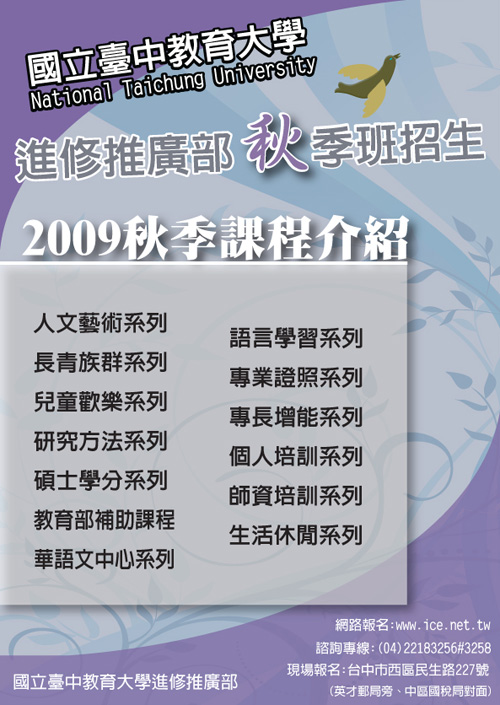 國立臺中教育大學
National Taichung University
進修推廣部 秋季班招生
2009秋季課程介紹
人文藝術系列
長青族群系列
兒童歡樂系列
研究方法系列
碩士學分系列
教育部補助課程
華語文中心系列
語言學習系列
專業證照系列
專長增能系列
個人培訓系列
師資培訓系列
生活休閒系列
網路報名:www.ice.net.tw
諮詢專線:(04)22183256#3258
現場報名:台中市西區民生路227號
(英才郵局旁、中區國稅局對面)
國立臺中教育大學進修推廣部